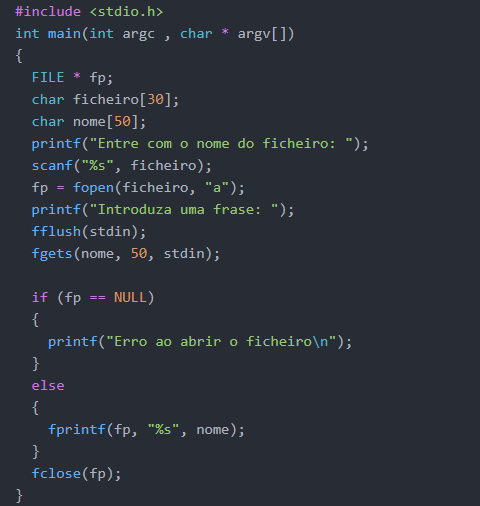 #include <stdio.h>
int main(int argc , char * argv[])
{
  FILE * fp;
  char ficheiro[30];
  char nome[50];
  printf("Entre com o nome do ficheiro: ");
  scanf("%s", ficheiro);
  fp = fopen(ficheiro, "a");
  printf("Introduza uma frase: ");
  fflush(stdin);
  fgets(nome, 50, stdin);

  if (fp == NULL)
  {
    printf("Erro ao abrir o ficheiro\n");
  }
  else
  {
    fprintf(fp, "%s", nome);
  }
  fclose(fp);
}